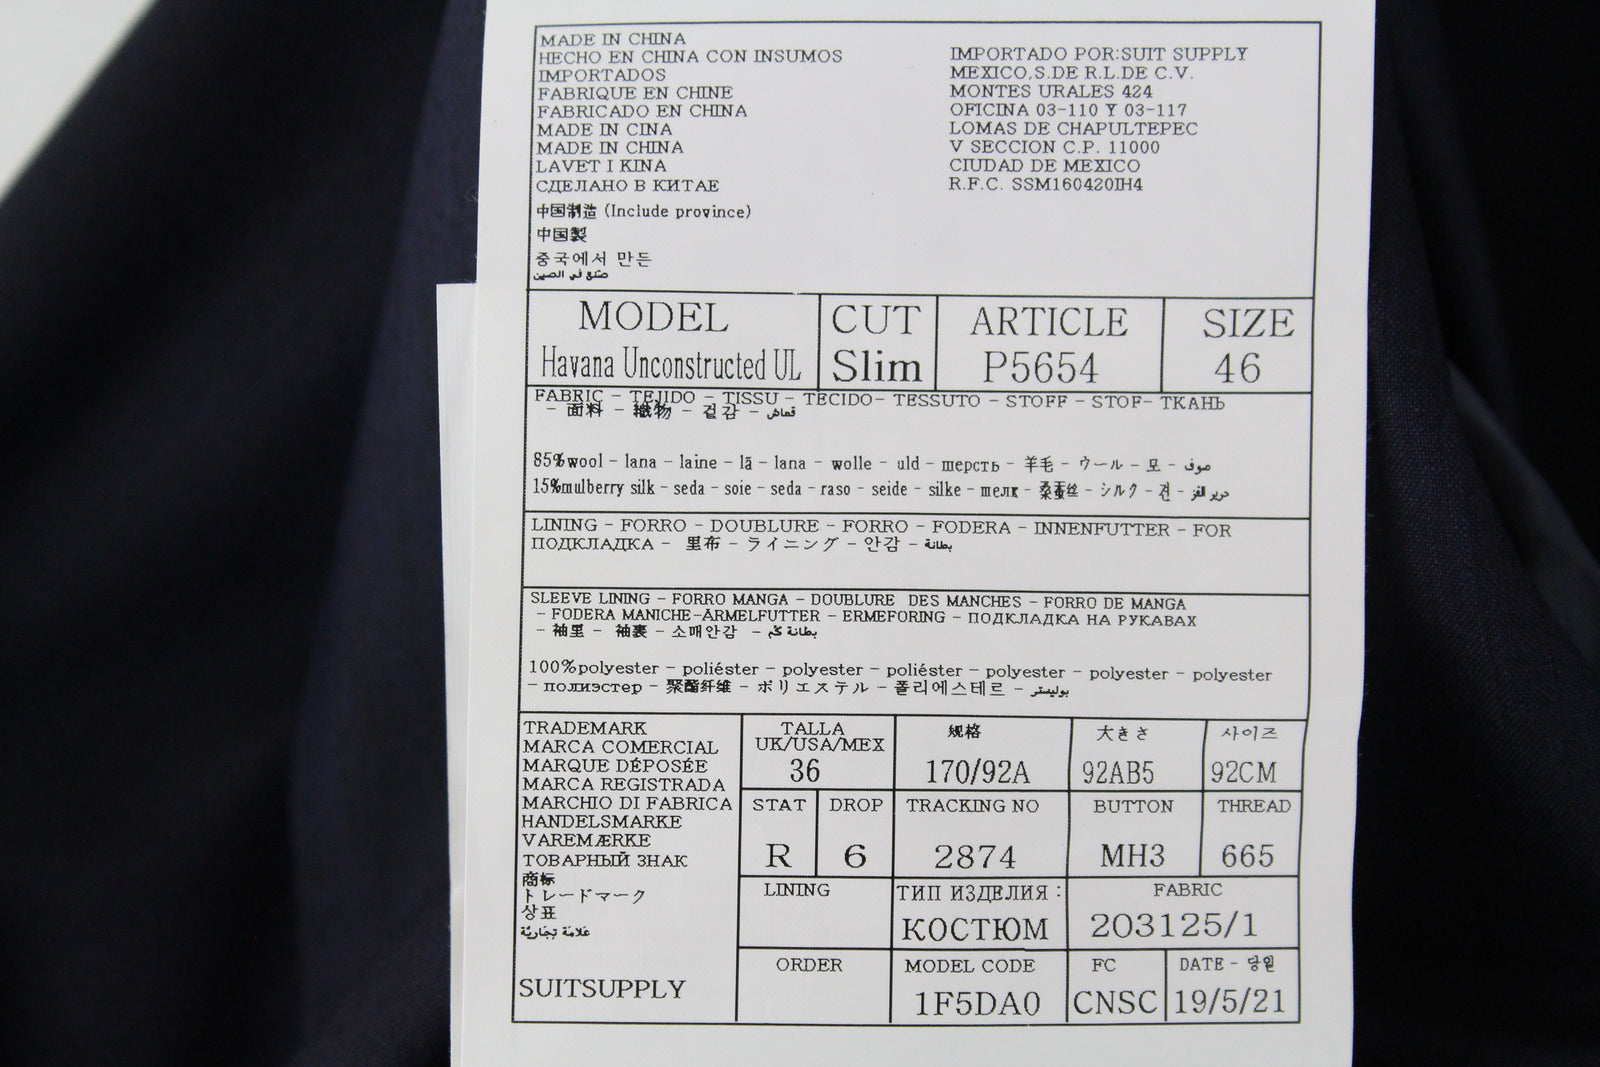 MADE IN CHINA
HECHO EN CHINA CON INSUMOS
IMPORTADOS
FABRIQUE EN CHINE
FABRICADO EN CHINA
MADE IN CINA
MADE IN CHINA
LAVET I KINA
СДЕЛАНО В КИТАЕ
中国制造 (Include province)
中国製
중국에서 만든
صنع في الصين
IMPORTADO POR:SUIT SUPPLY
MEXICO,S.DE R.L.DE C.V.
MONTES URALES 424
OFICINA 03-110 Y 03-117
LOMAS DE CHAPULTEPEC
V SECCION C.P. 11000
CIUDAD DE MEXICO
R.F.C. SSM160420IH4
MODEL CUT ARTICLE SIZE
Havana Unconstructed UL Slim P5654 46
FABRIC - TEJIDO - TISSU - TECIDO- TESSUTO - STOFF - STOF- ТКАНЬ
- 面料 - 織物 - 겉감 - قماش
85%wool - lana - laine - lã - lana - wolle - uld - шерсть - 羊毛 - ウール - 모 - صوف
15%mulberry silk - seda - soie - seda - raso - seide - silke - шелк - 桑蚕丝 - シルク - 견 - حرير القز
LINING - FORRO - DOUBLURE - FORRO - FODERA - INNENFUTTER - FOR
ПОДКЛАДКА - 里布 - ライニング - 안감 - بطانة
SLEEVE LINING - FORRO MANGA - DOUBLURE DES MANCHES - FORRO DE MANGA
- FODERA MANICHE-ÄRMELFUTTER - ERMEFORING - ПОДКЛАДКА НА РУКАВАХ
- 袖里 - 袖裏 - 소매안감 - بطانة كم
100%polyester - poliéster - polyester - poliéster - polyester - polyester - polyester
- полиэстер - 聚酯纤维 - ポリエステル - 폴리에스테르 - بوليستر
TRADEMARK
MARCA COMERCIAL
MARQUE DÉPOSÉE
MARCA REGISTRADA
MARCHIO DI FABRICA
HANDELSMARKE
VAREMÆRKE
ТОВАРНЫЙ ЗНАК
商标
トレードマーク
상표
علامة تجارية
SUITSUPPLY
TALLA 规格 大きさ 사이즈
UK/USA/MEX
36 170/92A 92AB5 92CM
STAT DROP TRACKING NO BUTTON THREAD
R 6 2874 MH3 665
LINING ТИП ИЗДЕЛИЯ : FABRIC
КОСТЮМ 203125/1
ORDER MODEL CODE FC DATE - 당일
1F5DA0 CNSC 19/5/21